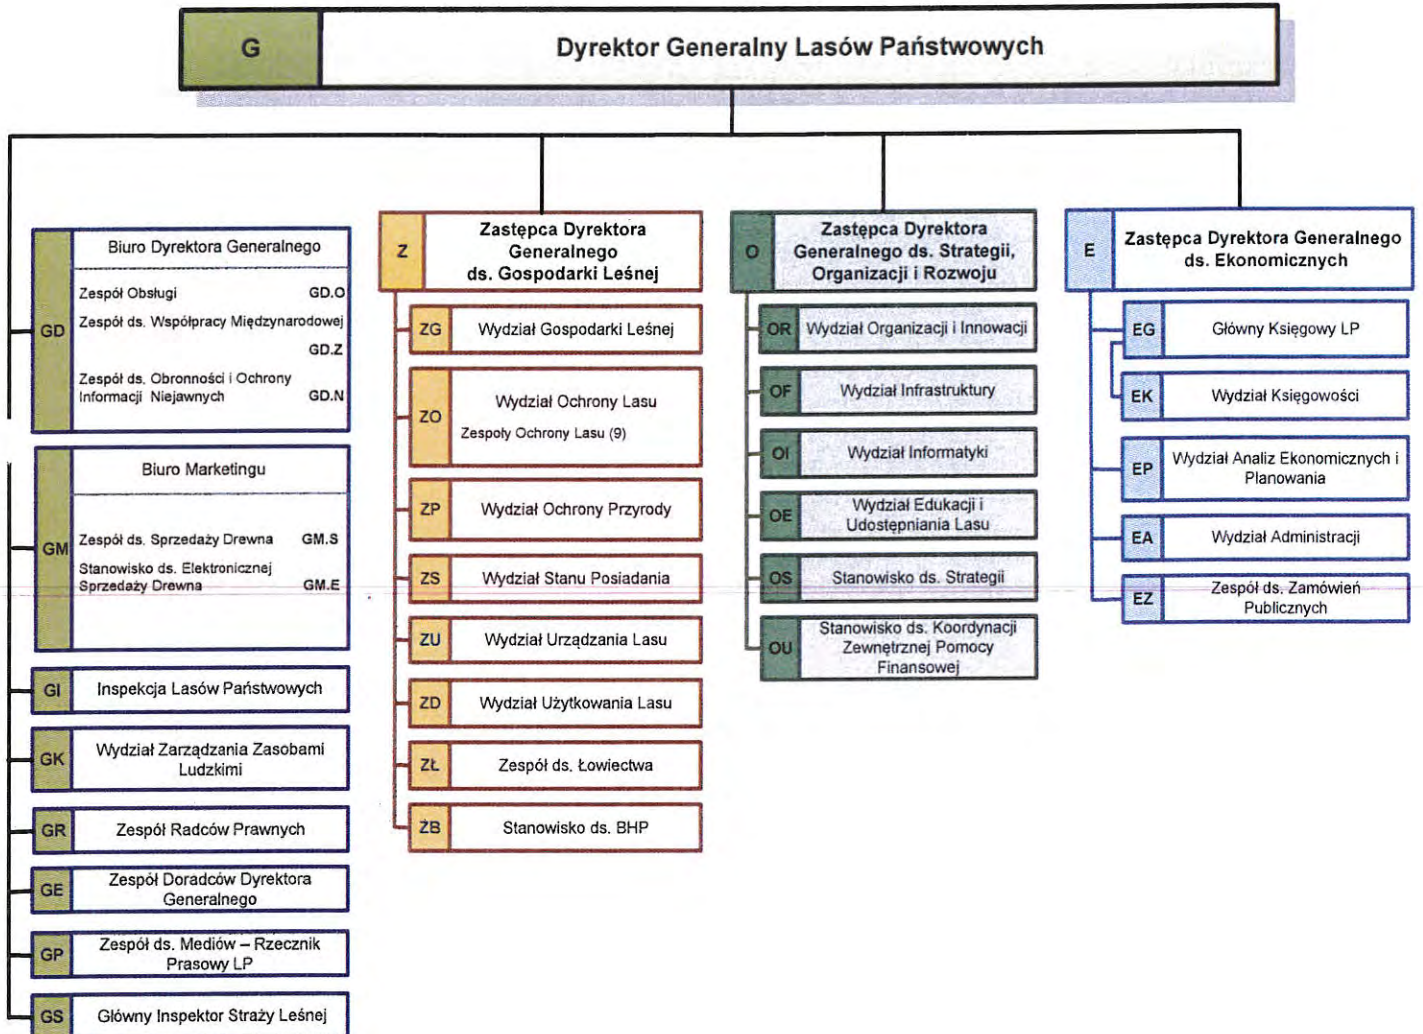 G Dyrektor Generalny Lasów Państwowych
GD
Biuro Dyrektora Generalnego
Zespół Obsługi GD.O
Zespół ds. Współpracy Międzynarodowej
GD.Z
Zespół ds. Obronności i Ochrony
Informacji Niejawnych GD.N
GM
Biuro Marketingu
Zespół ds. Sprzedaży Drewna GM.S
Stanowisko ds. Elektronicznej
Sprzedaży Drewna GM.E
GI Inspekcja Lasów Państwowych
GK Wydział Zarządzania Zasobami
Ludzkimi
GR Zespół Radców Prawnych
GE Zespół Doradców Dyrektora
Generalnego
GP Zespół ds. Mediów – Rzecznik
Prasowy LP
GS Główny Inspektor Straży Leśnej
Z Zastępca Dyrektora
Generalnego
ds. Gospodarki Leśnej
ZG Wydział Gospodarki Leśnej
ZO Wydział Ochrony Lasu
Zespoły Ochrony Lasu (9)
ZP Wydział Ochrony Przyrody
ZS Wydział Stanu Posiadania
ZU Wydział Urządzania Lasu
ZD Wydział Użytkowania Lasu
ZŁ Zespół ds. Łowiectwa
ZB Stanowisko ds. BHP
O Zastępca Dyrektora
Generalnego ds. Strategii,
Organizacji i Rozwoju
OR Wydział Organizacji i Innowacji
OF Wydział Infrastruktury
OI Wydział Informatyki
OE Wydział Edukacji i
Udostępniania Lasu
OS Stanowisko ds. Strategii
OU Stanowisko ds. Koordynacji
Zewnętrznej Pomocy
Finansowej
E Zastępca Dyrektora Generalnego
ds. Ekonomicznych
EG Główny Księgowy LP
EK Wydział Księgowości
EP Wydział Analiz Ekonomicznych i
Planowania
EA Wydział Administracji
EZ Zespół ds. Zamówień
Publicznych